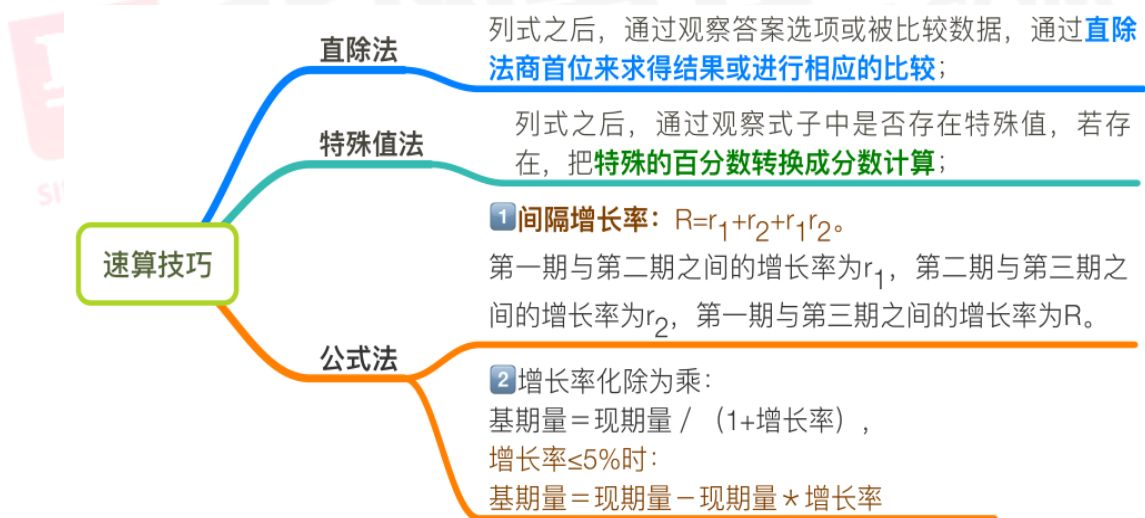 速算技巧
直除法
列式之后，通过观察答案选项或被比较数据，通过直除
法商首位来求得结果或进行相应的比较；
特殊值法
列式之后，通过观察式子中是否存在特殊值，若存
在，把特殊的百分数转换成分数计算；
公式法
1间隔增长率：R=r₁+r₂+r₁r₂。
第一期与第二期之间的增长率为r₁，第二期与第三期之
间的增长率为r₂，第一期与第三期之间的增长率为R。
2增长率化除为乘：
基期量＝现期量 / （1+增长率），
增长率≤5%时：
基期量＝现期量－现期量＊增长率